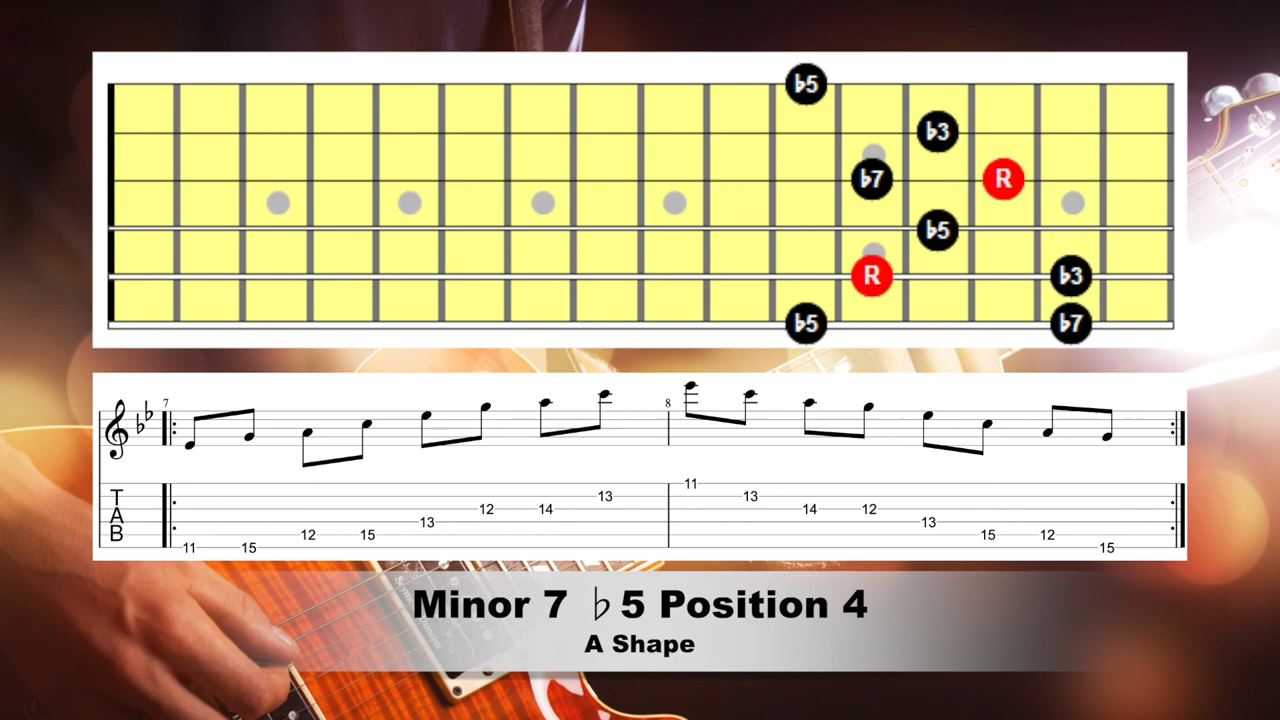 ♭5
♭3
♭7 R
♭5
R ♭3
♭5 ♭7
7 8
11
13 13
12 14 14 12
13 13
12 15 15 12
11 15 15
T
A
B
Minor 7 ♭5 Position 4
A Shape